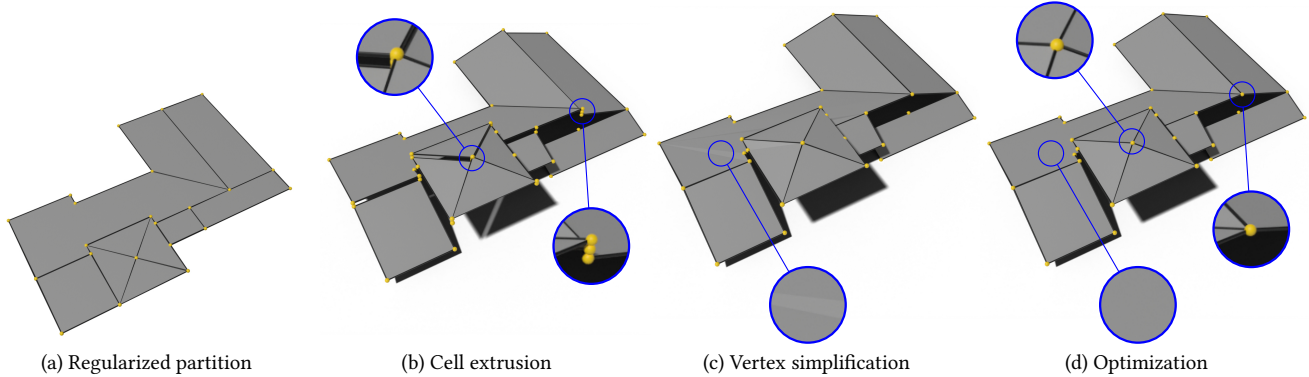 (a) Regularized partition
(b) Cell extrusion
(c) Vertex simplification
(d) Optimization